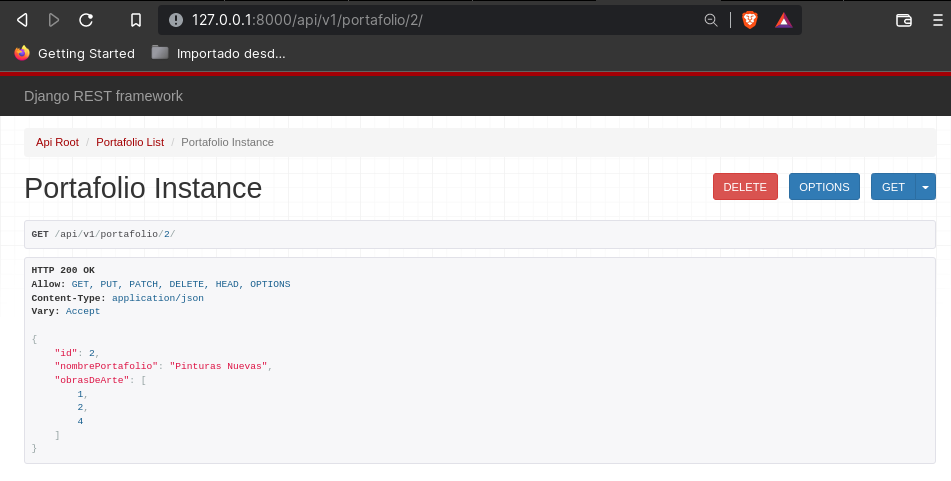 127.0.0.1:8000/api/v1/portafolio/2/
Getting Started Importado desd...
Django REST framework
Api Root / Portafolio List / Portafolio Instance
Portafolio Instance DELETE OPTIONS GET
GET /api/v1/portafolio/2/
HTTP 200 OK
Allow: GET, PUT, PATCH, DELETE, HEAD, OPTIONS
Content-Type: application/json
Vary: Accept
{
    "id": 2,
    "nombrePortafolio": "Pinturas Nuevas",
    "obrasDeArte": [
        1,
        2,
        4
    ]
}